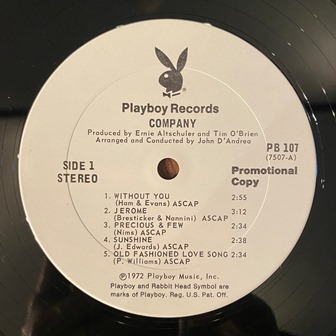 Playboy Records
COMPANY
Produced by Ernie Altschuler and Tim O'Brien
Arranged and Conducted by John D'Andrea
SIDE 1
STEREO
PB 107
(7507-A)
Promotional
Copy
1. WITHOUT YOU 2:55
(Ham & Evans) ASCAP
2. JEROME 3:12
(Bresticker & Nannini) ASCAP
3. PRECIOUS & FEW 2:34
(Nims) ASCAP
4. SUNSHINE 2:38
(J. Edwards) ASCAP
5. OLD FASHIONED LOVE SONG 2:34
(P. Williams) ASCAP
©1972 Playboy Music, Inc.
Playboy and Rabbit Head Symbol are
marks of Playboy. Reg. U.S. Pat. Off.